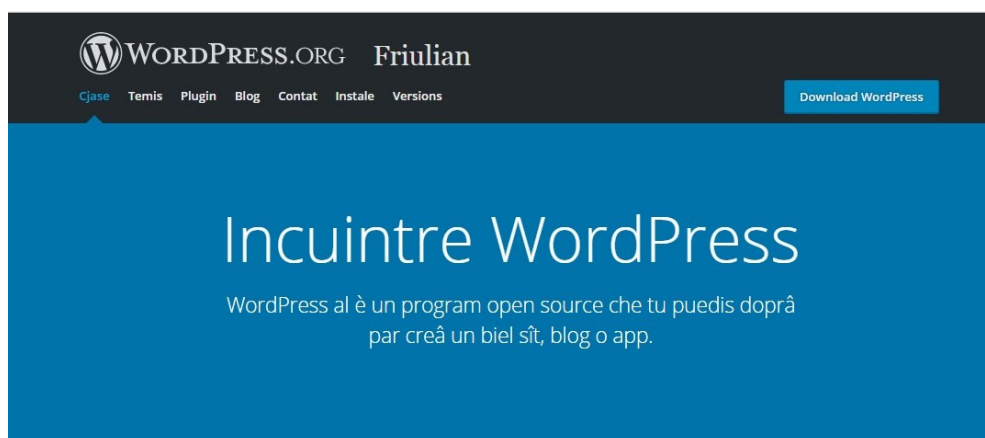 WORDPRESS.ORG Friulian
Cjase Temis Plugin Blog Contat Instale Versions
Download WordPress
Incuintre WordPress
WordPress al è un program open source che tu puedis doprâ
par creâ un biel sît, blog o app.